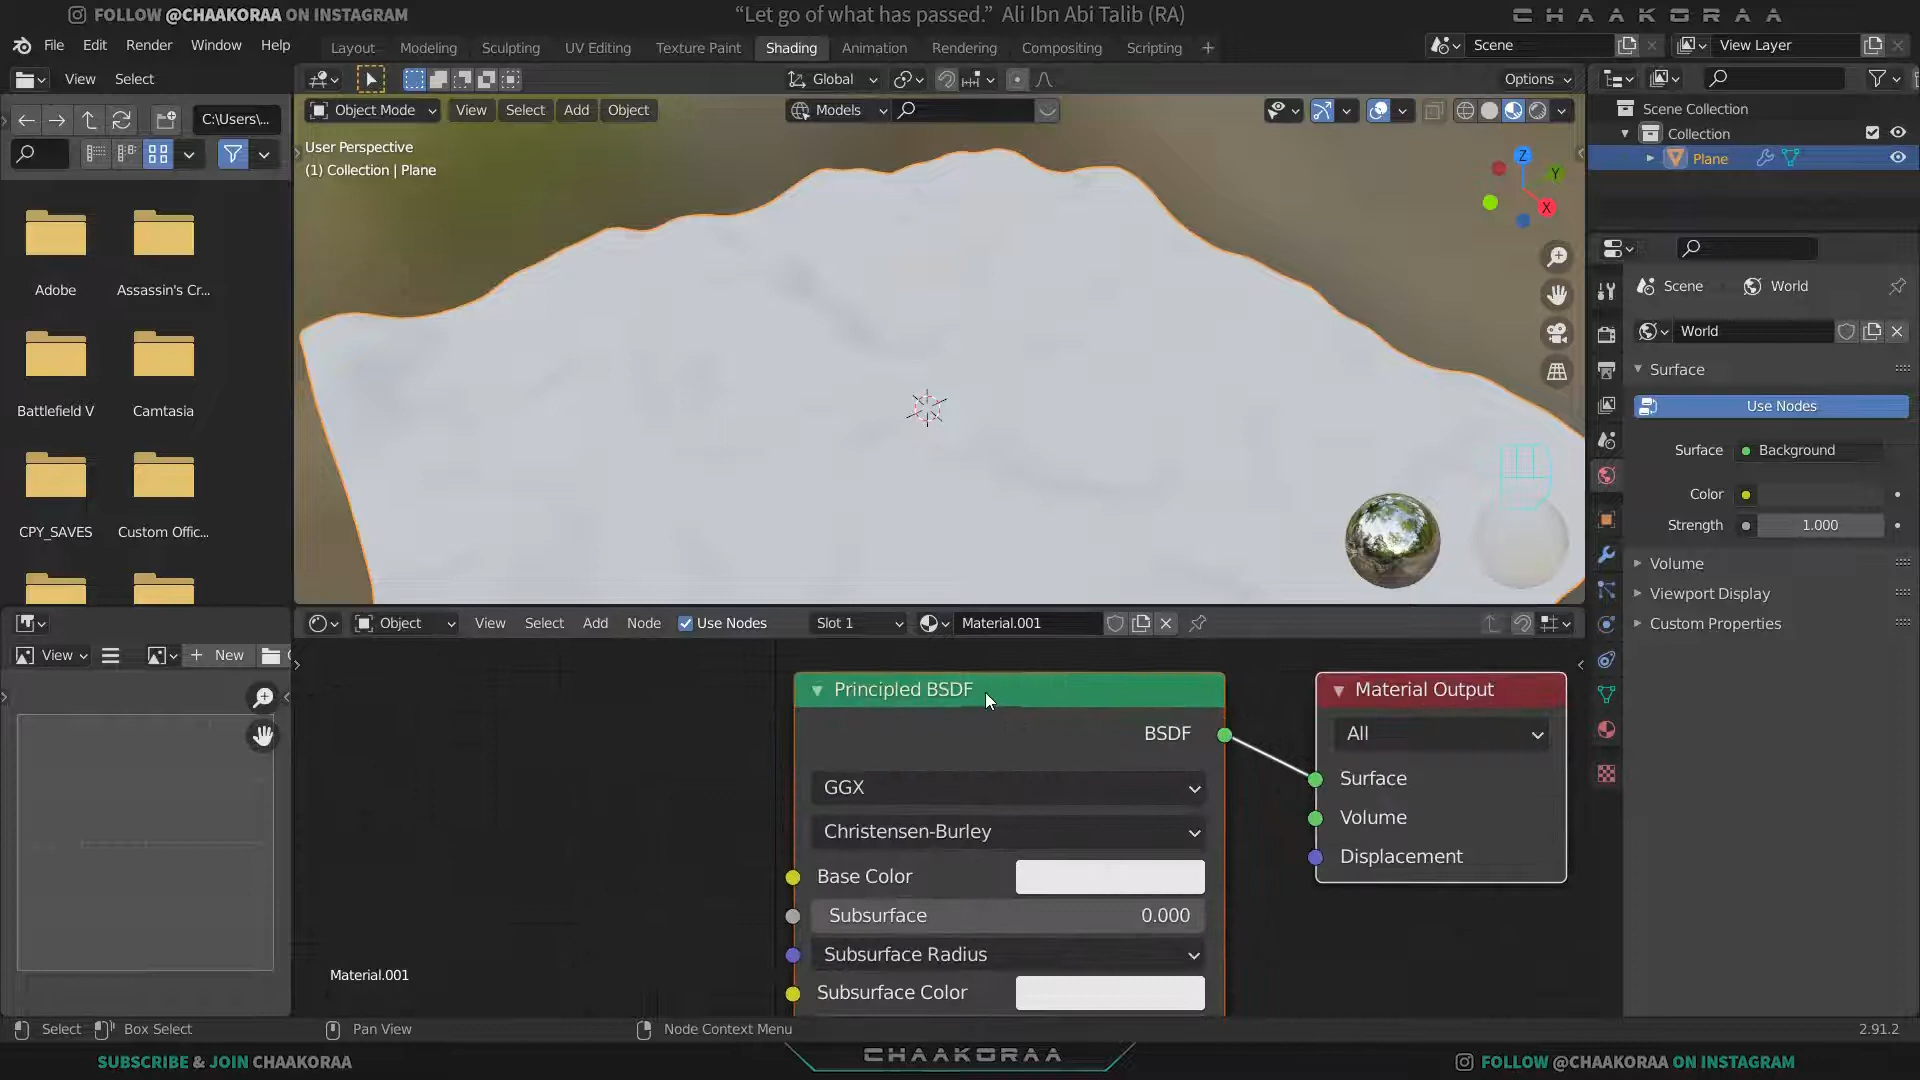 FOLLOW @CHAAKORAA ON INSTAGRAM
“Let go of what has passed.” Ali Ibn Abi Talib (RA)
CHAAKORAA
File Edit Render Window Help
Layout Modeling Sculpting UV Editing Texture Paint Shading Animation Rendering Compositing Scripting +
Scene
View Layer
View Select
Global
Options
C:\Users\...
Object Mode View Select Add Object
Models
Scene Collection
Collection
Plane
User Perspective
(1) Collection | Plane
Z
Y
X
Adobe
Assassin's Cr...
Battlefield V
Camtasia
CPY_SAVES
Custom Offic...
Scene
World
World
Surface
Use Nodes
Surface
Background
Color
Strength
1.000
Volume
Viewport Display
Custom Properties
Object View Select Add Node Use Nodes
Slot 1
Material.001
View
New
Principled BSDF
BSDF
GGX
Christensen-Burley
Base Color
Subsurface 0.000
Subsurface Radius
Subsurface Color
Material Output
All
Surface
Volume
Displacement
Material.001
Select
Box Select
Pan View
Node Context Menu
2.91.2
SUBSCRIBE & JOIN CHAAKORAA
CHAAKORAA
FOLLOW @CHAAKORAA ON INSTAGRAM